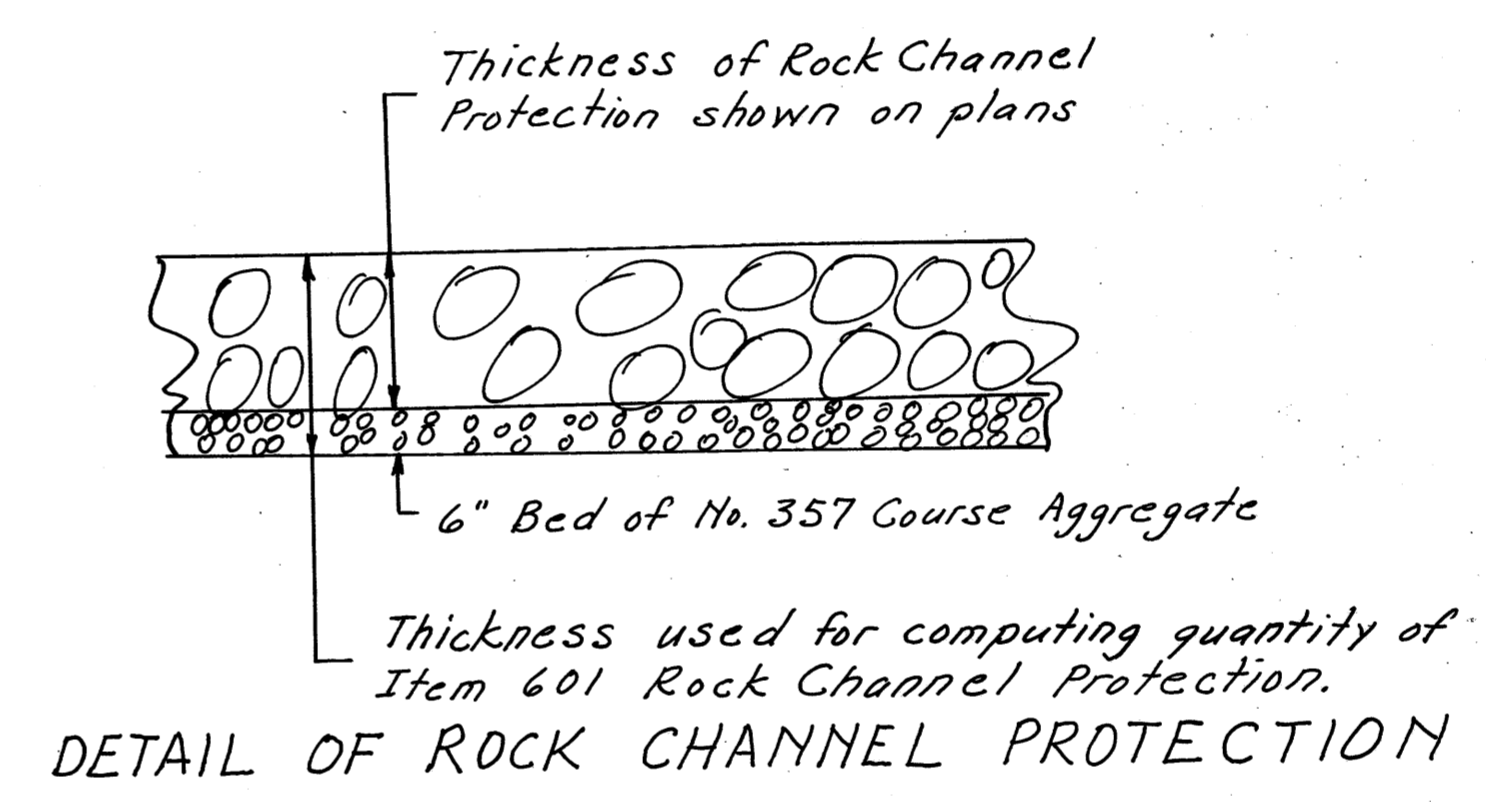 Thickness of Rock Channel
Protection shown on plans
6" Bed of No. 357 Course Aggregate
Thickness used for computing quantity of
Item 601 Rock Channel Protection.
DETAIL OF ROCK CHANNEL PROTECTION